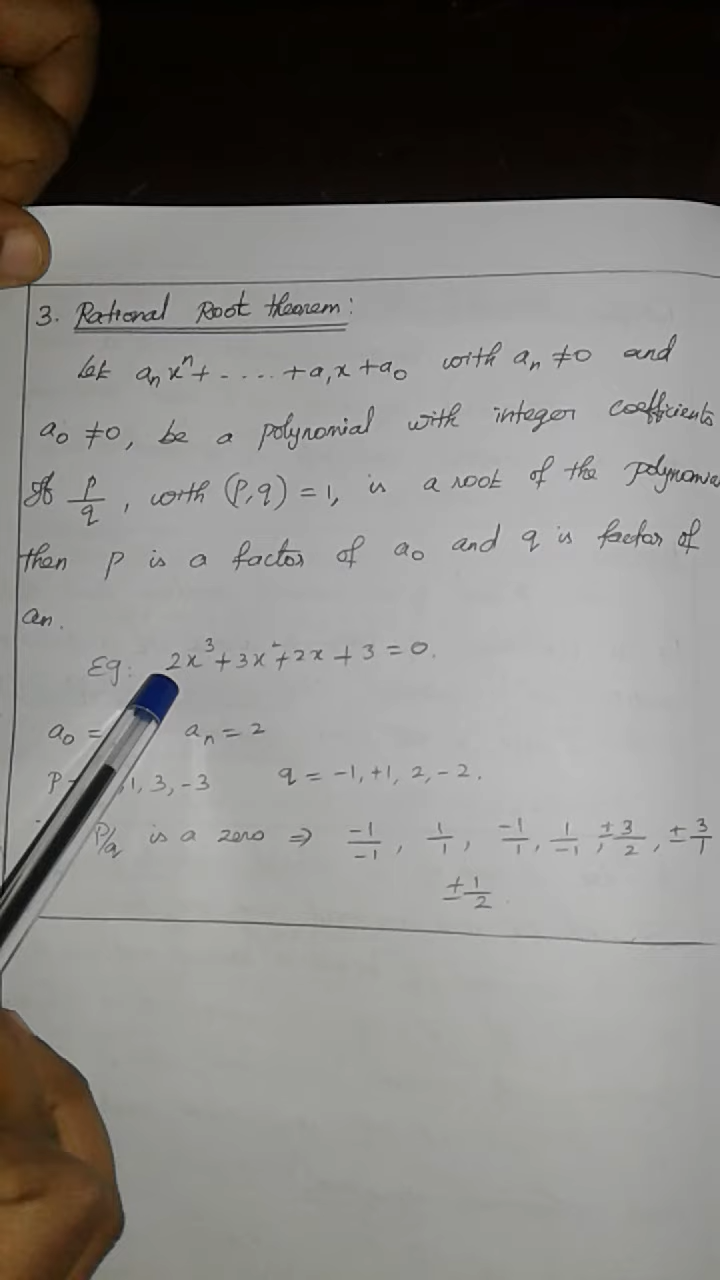 3. Rational Root theorem:
Let aₙxⁿ + - . . . . + a₁x + a₀ with aₙ ≠ 0 and
a₀ ≠ 0, be a polynomial with integer coefficients
If p/q, with (p,q) = 1, is a root of the polynomia
then p is a factor of a₀ and q is factor of
an.
Eg: 2x³ + 3x² + 2x + 3 = 0.
a₀ = aₙ = 2
P 1, 3, -3 q = -1, +1, 2, -2.
P/q is a zero ⇒ -1/-1, 1/1, -1/1, 1/-1, ±3/2, ±3/1
±1/2.